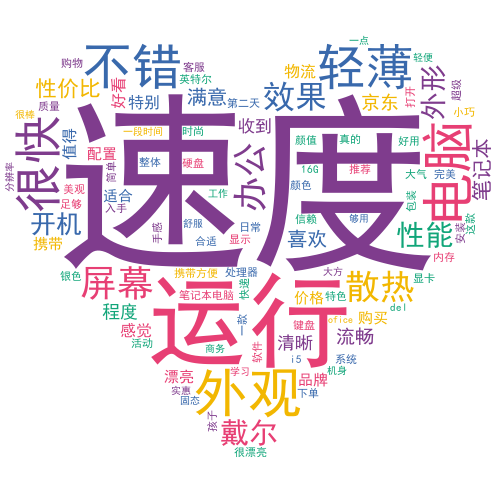 购物
客服
一点
不错
轻薄
轻便
英特尔
物流
性价比
好看
特别
满意
效果
京东
打开
外形
超级
质量
第二天
很棒
值得
一段时间
时尚
收到
颜值
真的
好用
小巧
很快
速度
电脑
笔记本
配置
整体
硬盘
办公
16G
推荐
分辨率
简单
大气
完美
美观
适合
工作
颜色
足够
入手
包装
开机
手感
舒服
日常
信赖
够用
性能
这款
携带
合适
显示
喜欢
安装
内存
屏幕
银色
携带方便
处理器
大方
散热
显卡
运行
笔记本电脑
快递
价格
特色
程度
一款
office
购买
del
感觉
键盘
活动
商务
软件
清晰
流畅
i5
系统
漂亮
外观
学习
品牌
机身
实惠
固态
下单
孩子
戴尔
很漂亮